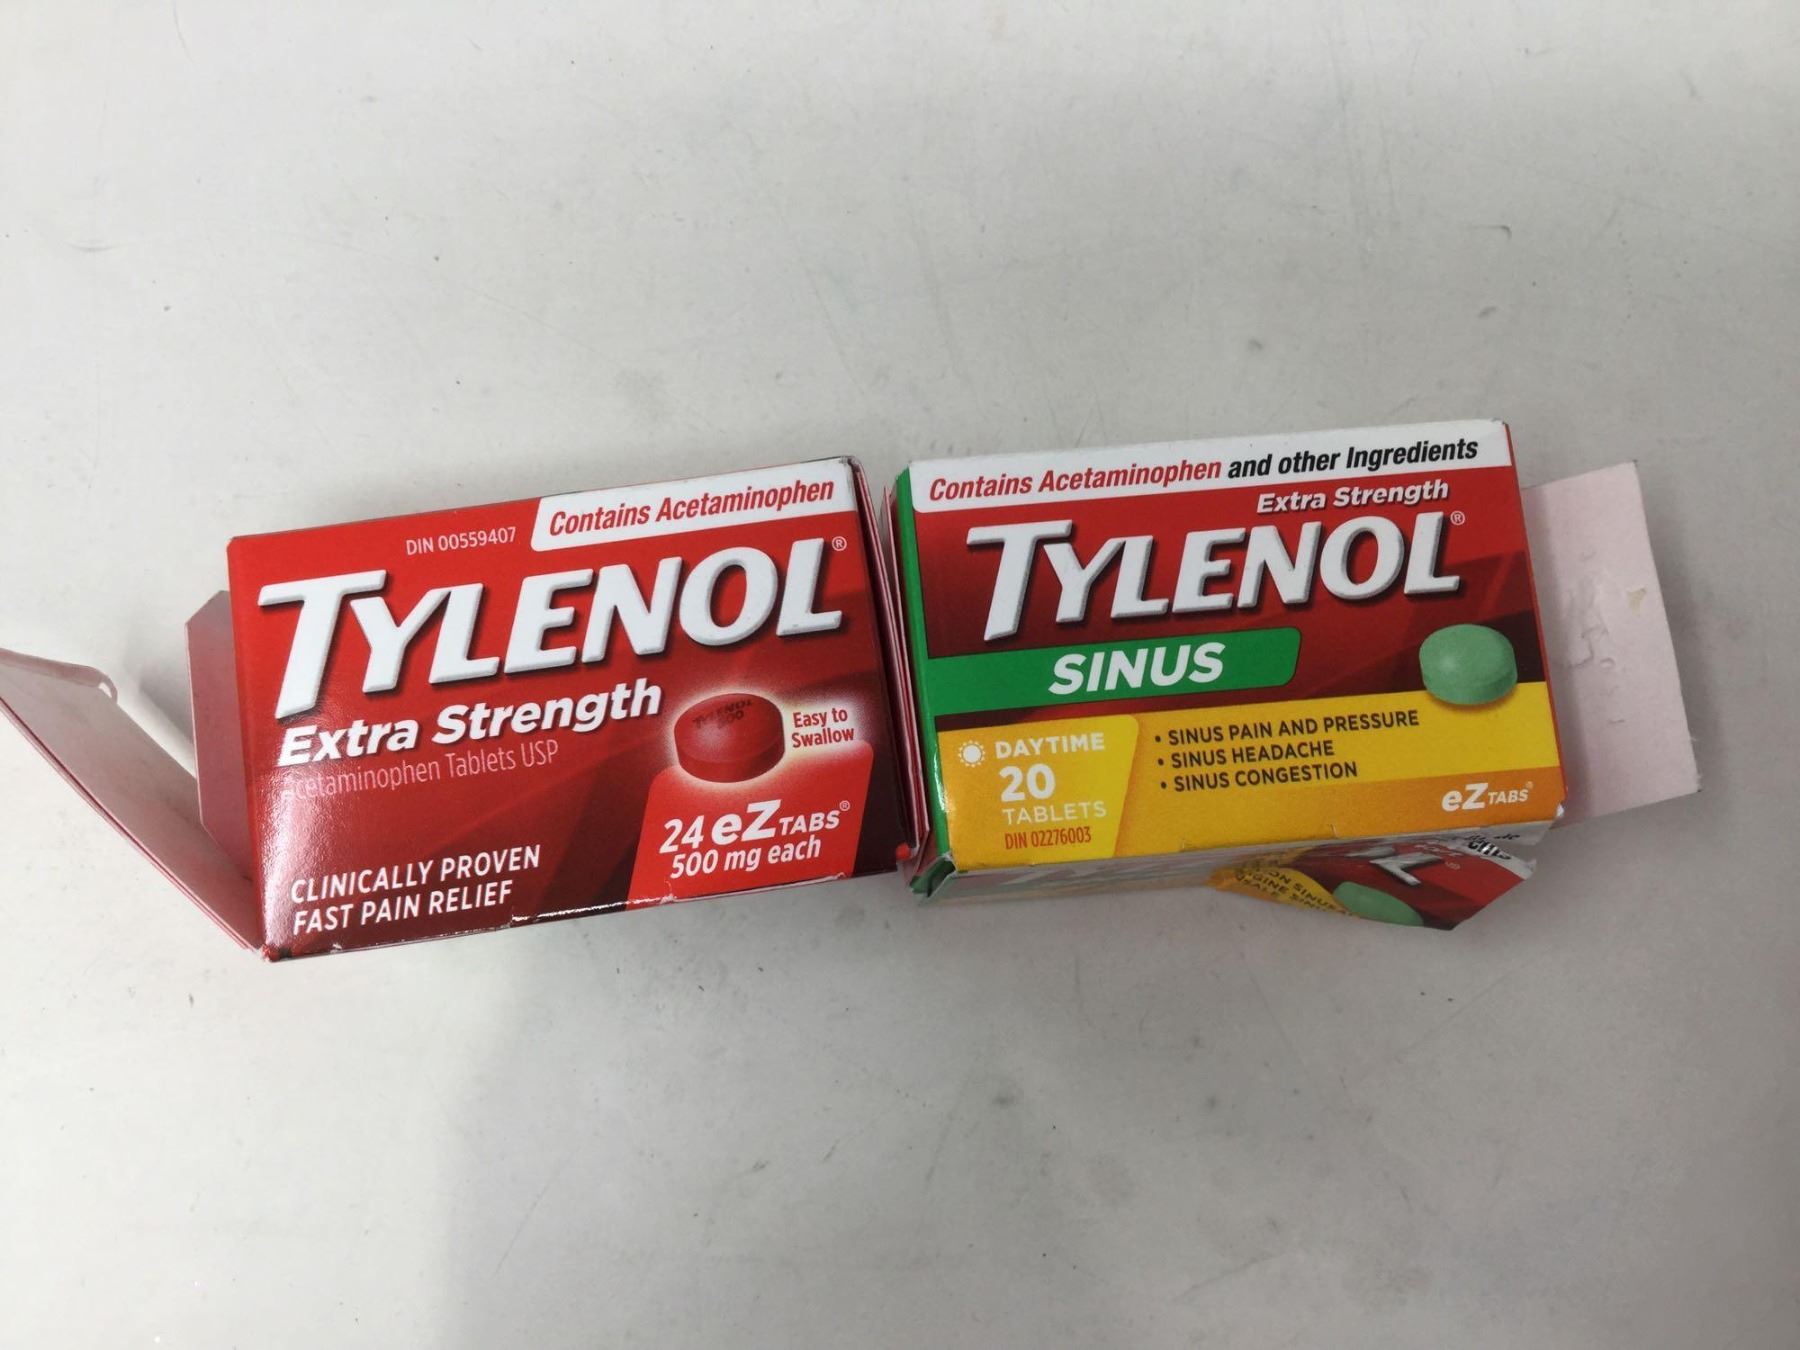 DIN 00559407
Contains Acetaminophen
TYLENOL®
Extra Strength
Acetaminophen Tablets USP
TYLENOL
500
Easy to
Swallow
24 eZ TABS®
500 mg each
CLINICALLY PROVEN
FAST PAIN RELIEF
Contains Acetaminophen and other Ingredients
Extra Strength
TYLENOL®
SINUS
DAYTIME
20
TABLETS
DIN 02276003
• SINUS PAIN AND PRESSURE
• SINUS HEADACHE
• SINUS CONGESTION
eZ TABS®